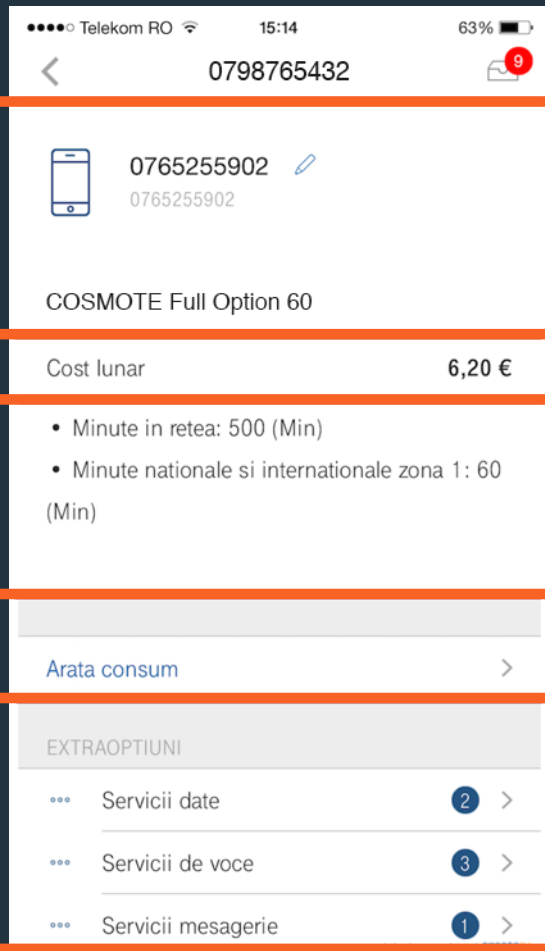 Telekom RO 15:14 63%
0798765432 9
0765255902
0765255902
COSMOTE Full Option 60
Cost lunar 6,20 €
• Minute in retea: 500 (Min)
• Minute nationale si internationale zona 1: 60
(Min)
Arata consum
EXTRAOPTIUNI
Servicii date 2
Servicii de voce 3
Servicii mesagerie 1